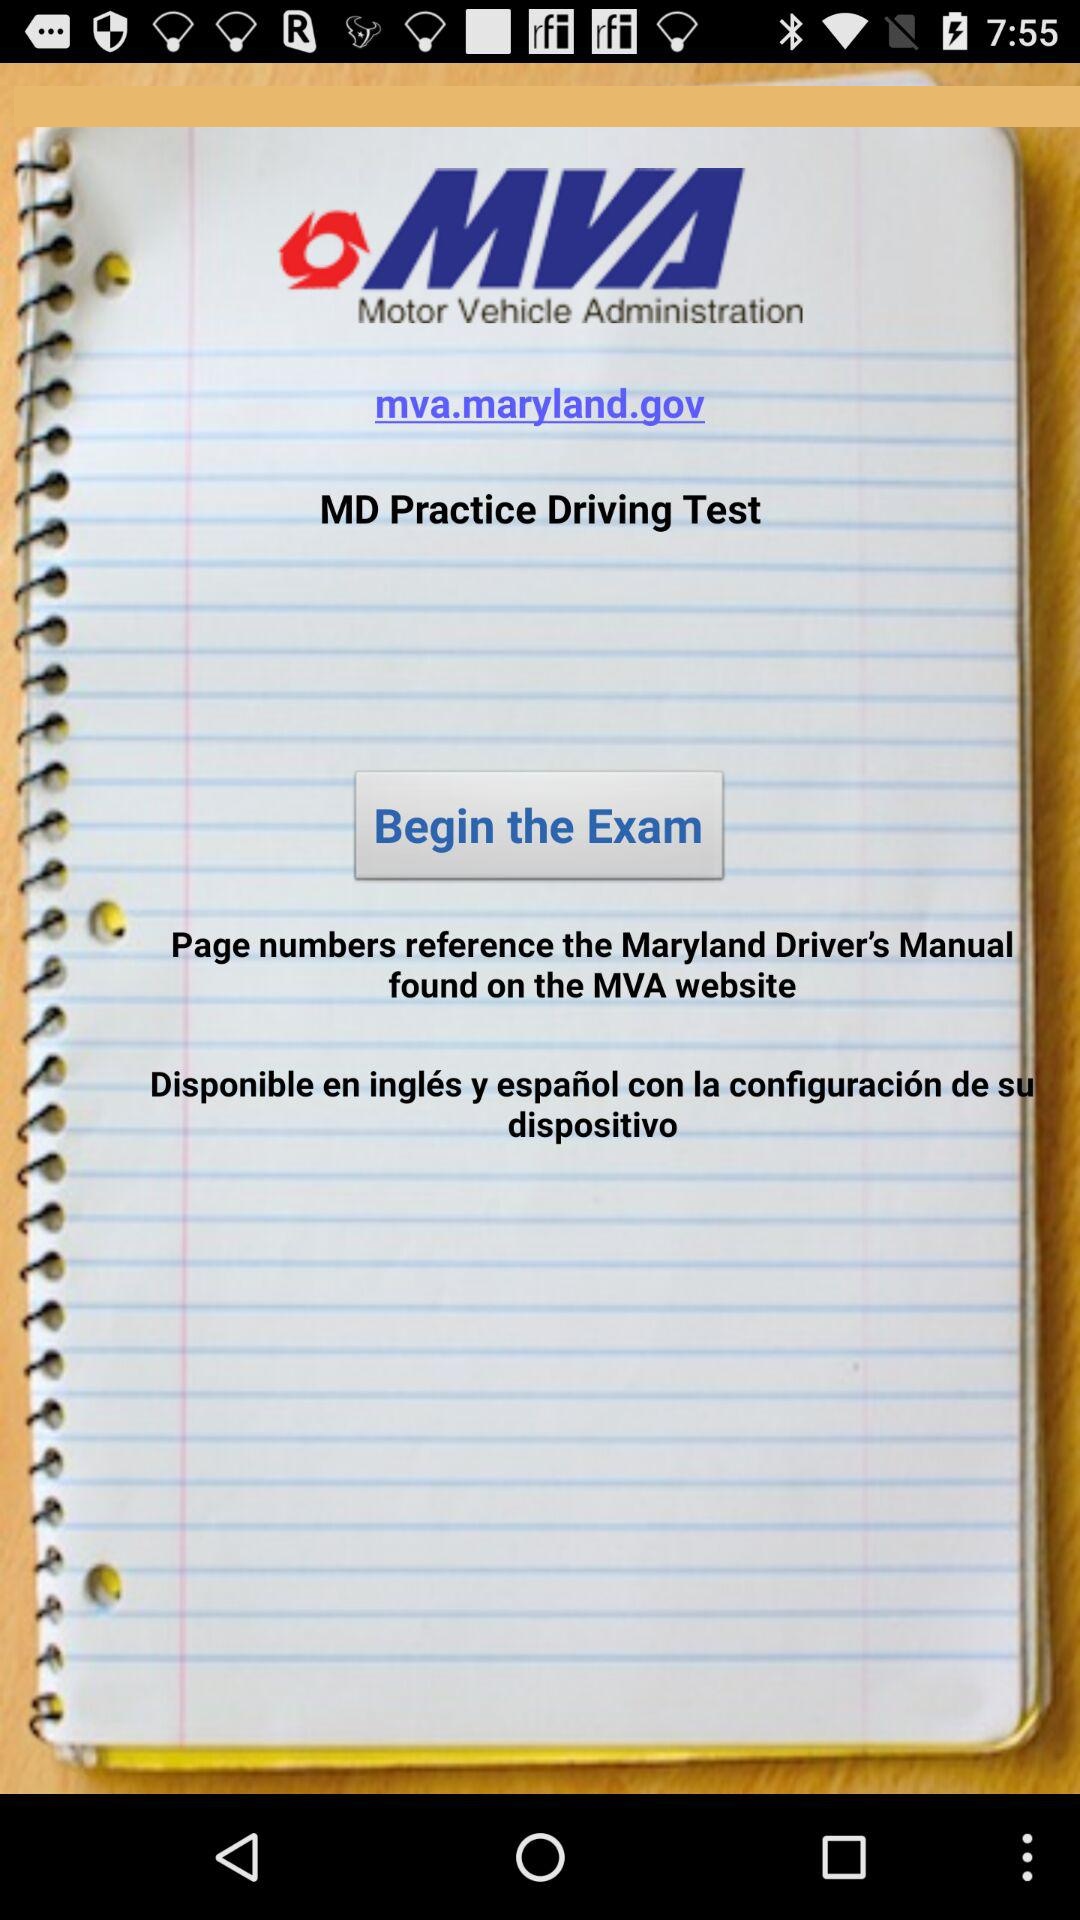 R rfi rfi 7:55
MVA
Motor Vehicle Administration
mva.maryland.gov
MD Practice Driving Test
Begin the Exam
Page numbers reference the Maryland Driver’s Manual
found on the MVA website
Disponible en inglés y español con la configuración de su
dispositivo